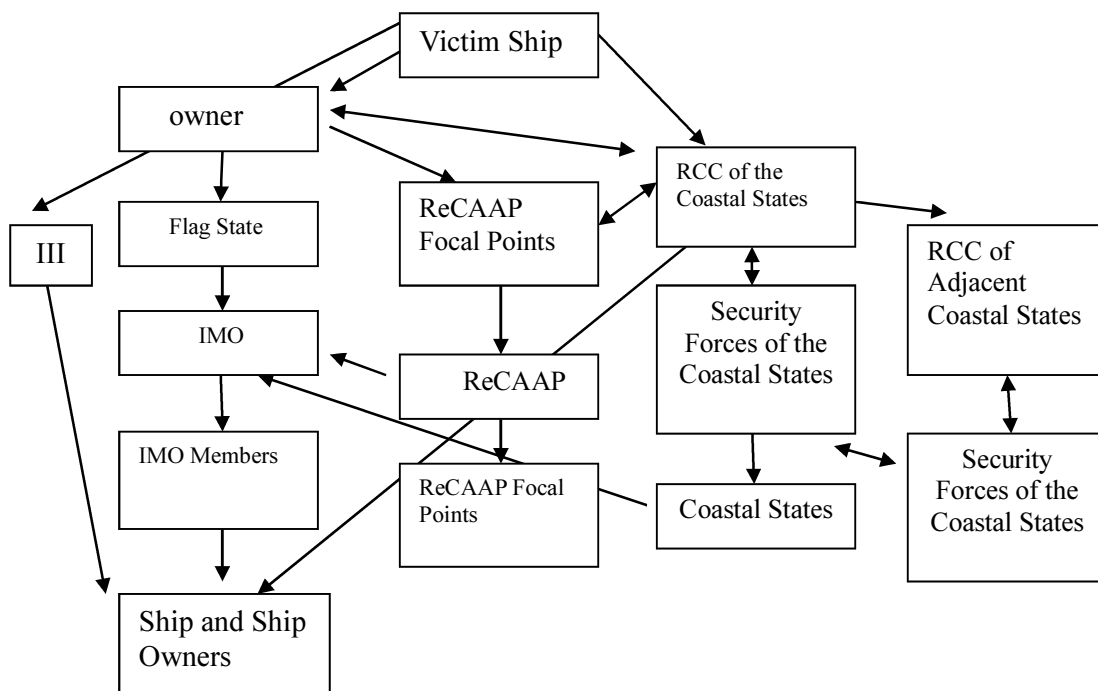 Victim Ship
owner
RCC of the
Coastal States
ReCAAP
Focal Points
Flag State
III
RCC of
Adjacent
Coastal States
Security
Forces of the
Coastal States
IMO
ReCAAP
IMO Members
ReCAAP Focal
Points
Coastal States
Security
Forces of the
Coastal States
Ship and Ship
Owners